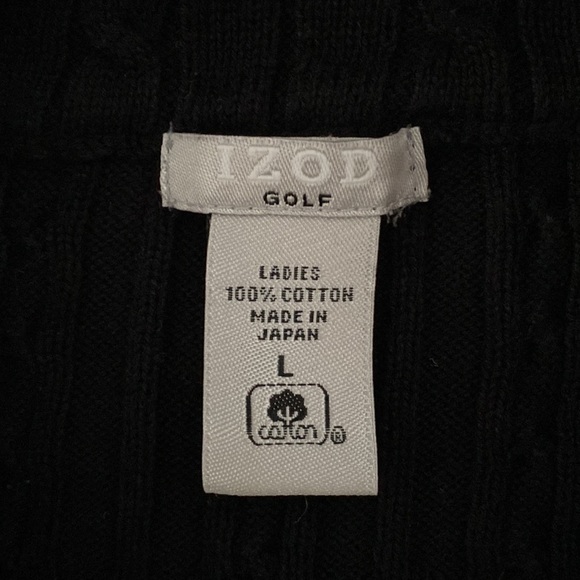 IZOD
GOLF
LADIES
100% COTTON
MADE IN
JAPAN
L
cotton ®